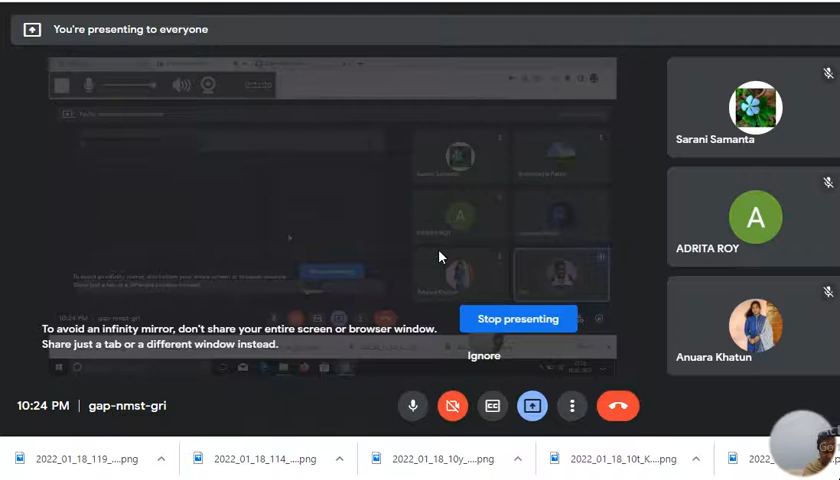 You're presenting to everyone
Sarani Samanta
A
ADRITA ROY
Anuara Khatun
To avoid an infinity mirror, don't share your entire screen or browser window.
Share just a tab or a different window instead.
Stop presenting
Ignore
10:24 PM | gap-nmst-gri
2022_01_18_119_....png
2022_01_18_114_....png
2022_01_18_10y_....png
2022_01_18_10t_K....png